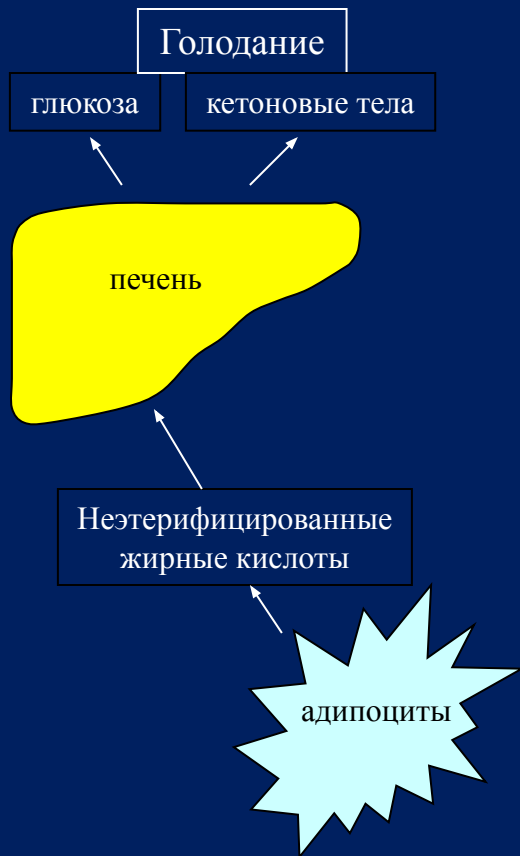 Голодание
глюкоза
кетоновые тела
печень
Неэтерифицированные
жирные кислоты
адипоциты